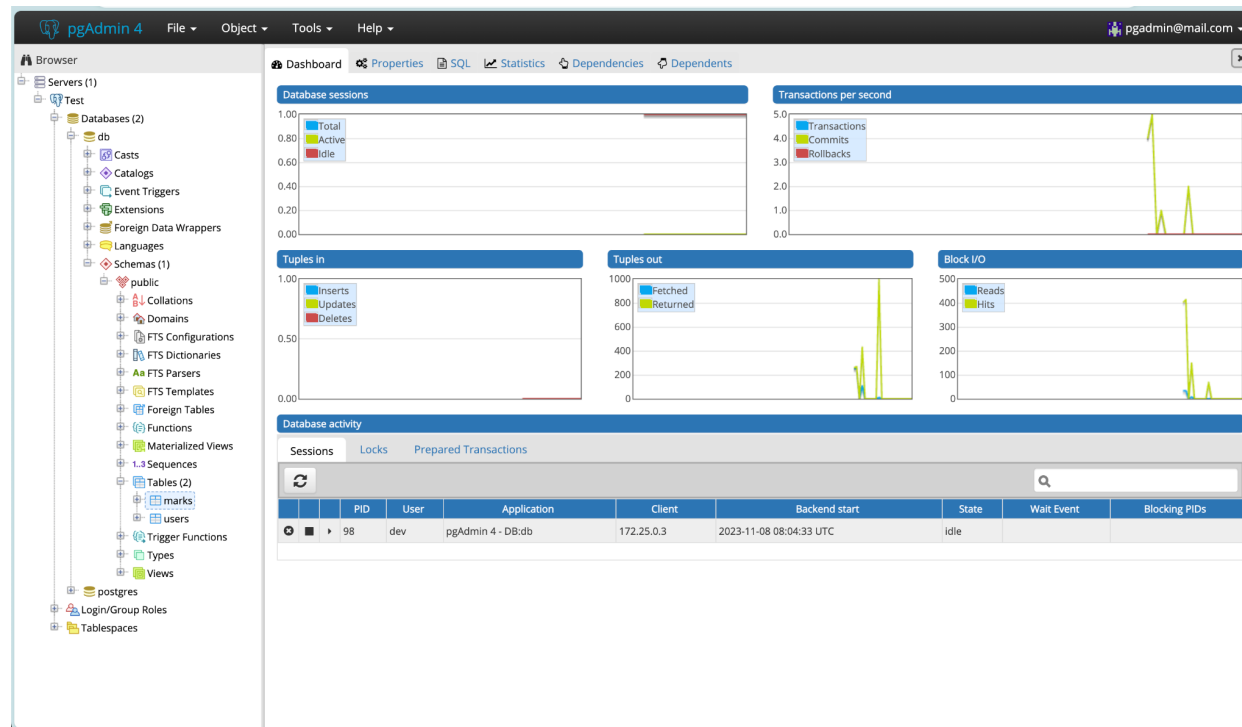 pgAdmin 4 File Object Tools Help pgadmin@mail.com
Browser
Servers (1)
Test
Databases (2)
db
Casts
Catalogs
Event Triggers
Extensions
Foreign Data Wrappers
Languages
Schemas (1)
public
Collations
Domains
FTS Configurations
FTS Dictionaries
Aa FTS Parsers
FTS Templates
Foreign Tables
Functions
Materialized Views
1..3 Sequences
Tables (2)
marks
users
Trigger Functions
Types
Views
postgres
Login/Group Roles
Tablespaces
Dashboard Properties SQL Statistics Dependencies Dependents
Database sessions
1.00
0.80
0.60
0.40
0.20
0.00
Total
Active
Idle
Transactions per second
5.0
4.0
3.0
2.0
1.0
0.0
Transactions
Commits
Rollbacks
Tuples in
1.00
0.50
0.00
Inserts
Updates
Deletes
Tuples out
1000
800
600
400
200
0
Fetched
Returned
Block I/O
500
400
300
200
100
0
Reads
Hits
Database activity
Sessions Locks Prepared Transactions
PID User Application Client Backend start State Wait Event Blocking PIDs
98 dev pgAdmin 4 - DB:db 172.25.0.3 2023-11-08 08:04:33 UTC idle